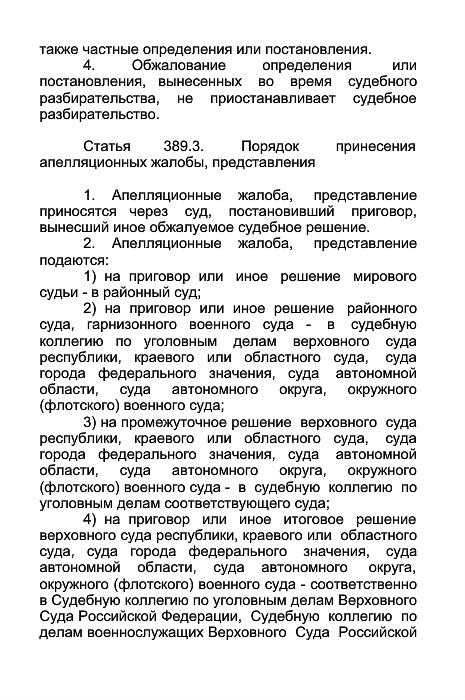 также частные определения или постановления.
4. Обжалование определения или
постановления, вынесенных во время судебного
разбирательства, не приостанавливает судебное
разбирательство.
Статья 389.3. Порядок принесения
апелляционных жалобы, представления
1. Апелляционные жалоба, представление
приносятся через суд, постановивший приговор,
вынесший иное обжалуемое судебное решение.
2. Апелляционные жалоба, представление
подаются:
1) на приговор или иное решение мирового
судьи - в районный суд;
2) на приговор или иное решение районного
суда, гарнизонного военного суда - в судебную
коллегию по уголовным делам верховного суда
республики, краевого или областного суда, суда
города федерального значения, суда автономной
области, суда автономного округа, окружного
(флотского) военного суда;
3) на промежуточное решение верховного суда
республики, краевого или областного суда, суда
города федерального значения, суда автономной
области, суда автономного округа, окружного
(флотского) военного суда - в судебную коллегию по
уголовным делам соответствующего суда;
4) на приговор или иное итоговое решение
верховного суда республики, краевого или областного
суда, суда города федерального значения, суда
автономной области, суда автономного округа,
окружного (флотского) военного суда - соответственно
в Судебную коллегию по уголовным делам Верховного
Суда Российской Федерации, Судебную коллегию по
делам военнослужащих Верховного Суда Российской